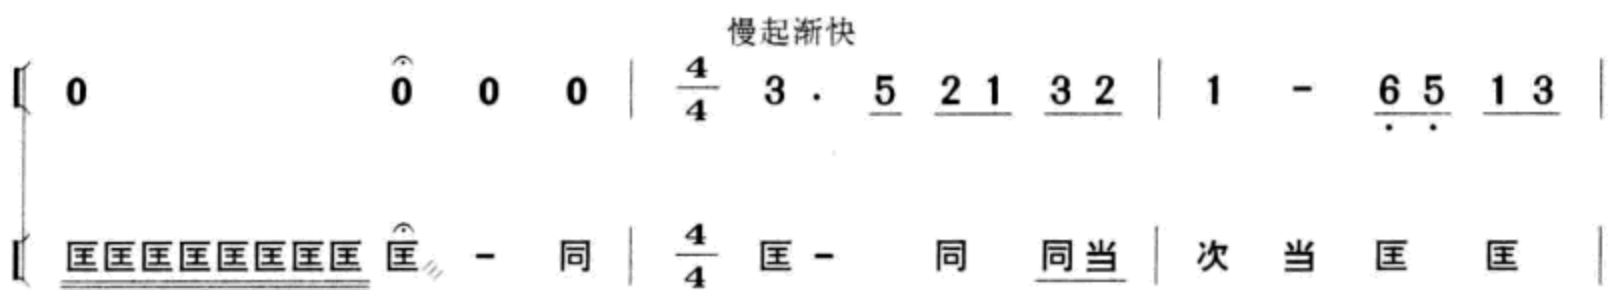 慢起渐快
0 0 0 0 | 4/4 3 . 5 2 1 3 2 | 1 - 6 5 1 3 |
匡匡匡匡匡匡匡匡 匡 - 同 | 4/4 匡 - 同 同当 | 次 当 匡 匡 |